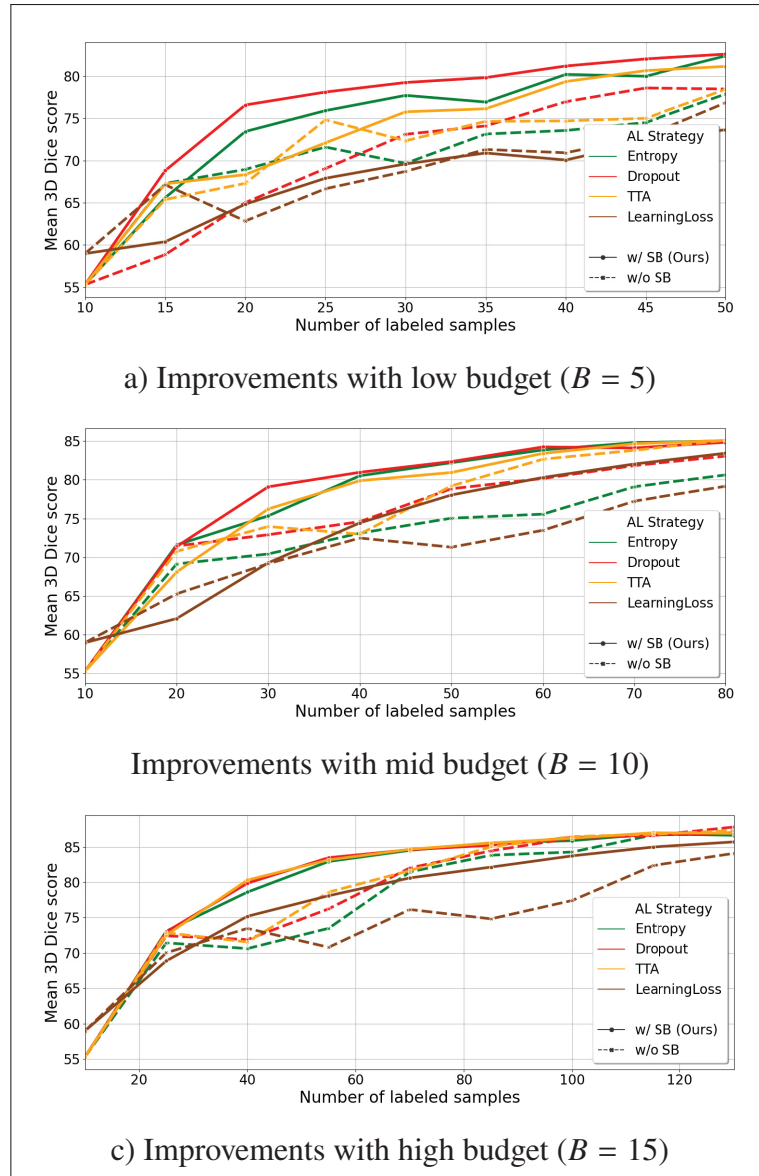 80
75
70
65
60
55
Mean 3D Dice score
AL Strategy
Entropy
Dropout
TTA
LearningLoss
w/ SB (Ours)
w/o SB
10 15 20 25 30 35 40 45 50
Number of labeled samples
a) Improvements with low budget (B = 5)
85
80
75
70
65
60
55
Mean 3D Dice score
AL Strategy
Entropy
Dropout
TTA
LearningLoss
w/ SB (Ours)
w/o SB
10 20 30 40 50 60 70 80
Number of labeled samples
Improvements with mid budget (B = 10)
85
80
75
70
65
60
55
Mean 3D Dice score
AL Strategy
Entropy
Dropout
TTA
LearningLoss
w/ SB (Ours)
w/o SB
20 40 60 80 100 120
Number of labeled samples
c) Improvements with high budget (B = 15)